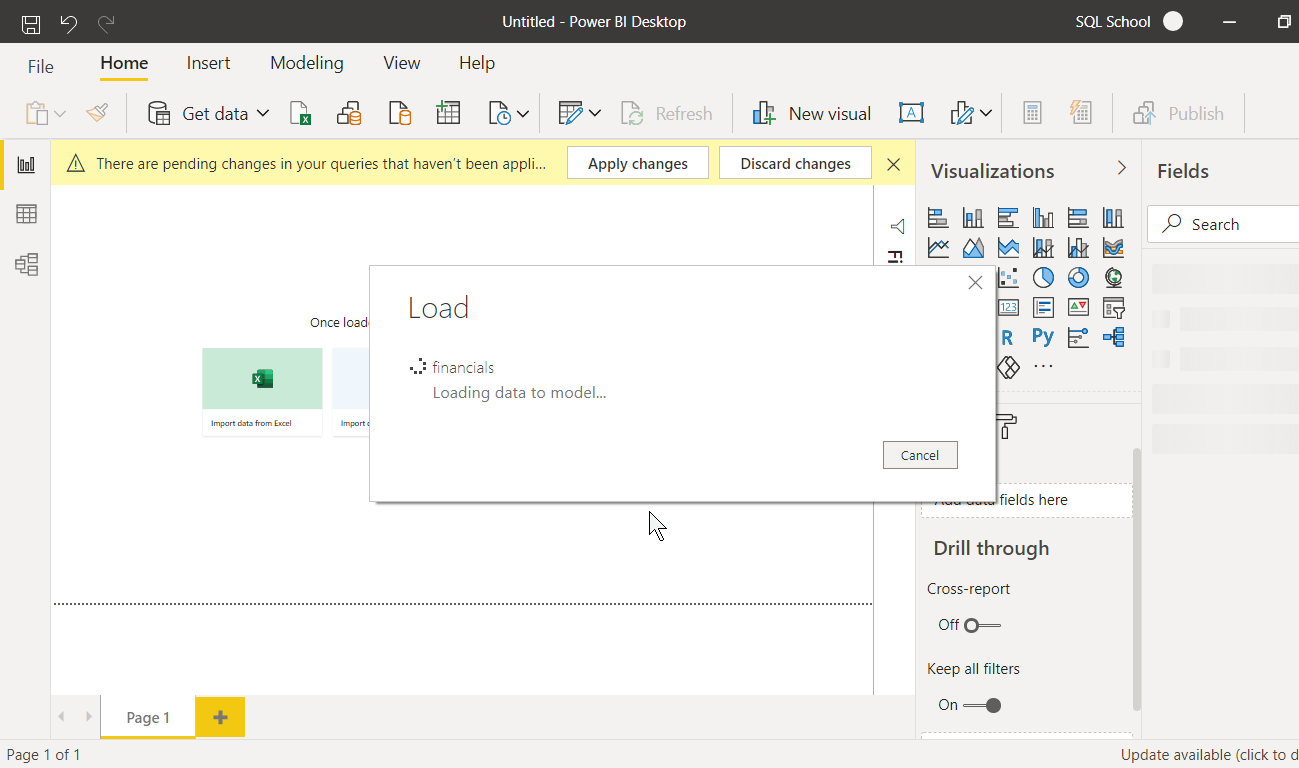 Untitled - Power BI Desktop
SQL School
File Home Insert Modeling View Help
Get data
Refresh
New visual
Publish
There are pending changes in your queries that haven't been appli...
Apply changes
Discard changes
Visualizations
Fields
Search
Fi
Once load
Import data from Excel
Import
Load
financials
Loading data to model...
Cancel
123
R
Py
...
Add data fields here
Drill through
Cross-report
Off
Keep all filters
On
Page 1
Page 1 of 1
Update available (click to d